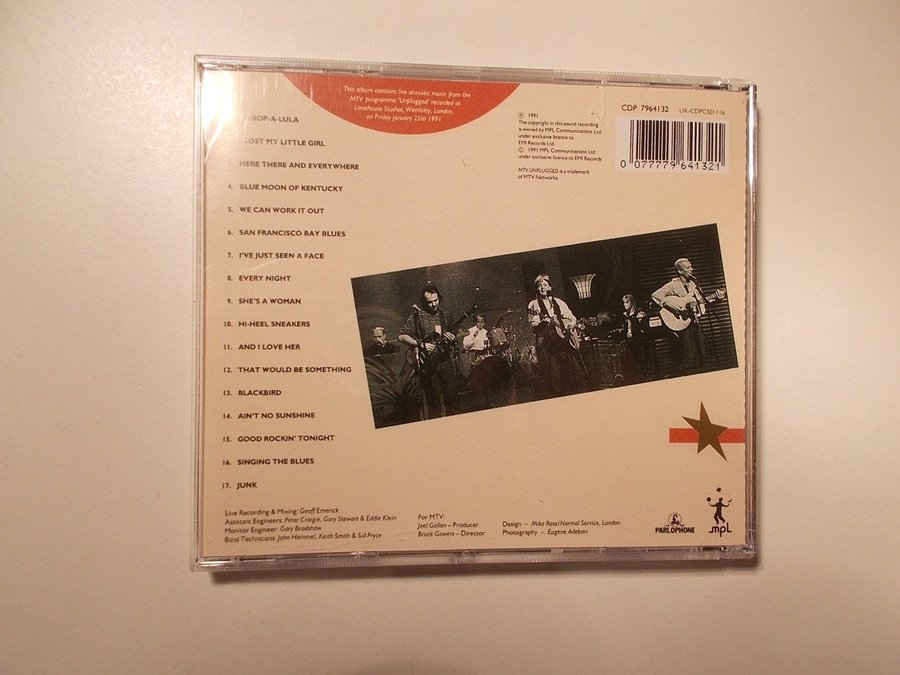 This album contains live acoustic music from the
MTV programme 'Unplugged' recorded at
Limehouse Studios, Wembley, London,
on Friday January 25th 1991
-BOP-A-LULA
LOST MY LITTLE GIRL
3. HERE THERE AND EVERYWHERE
4. BLUE MOON OF KENTUCKY
5. WE CAN WORK IT OUT
6. SAN FRANCISCO BAY BLUES
7. I'VE JUST SEEN A FACE
8. EVERY NIGHT
9. SHE'S A WOMAN
10. HI-HEEL SNEAKERS
11. AND I LOVE HER
12. THAT WOULD BE SOMETHING
13. BLACKBIRD
14. AIN'T NO SUNSHINE
15. GOOD ROCKIN' TONIGHT
16. SINGING THE BLUES
17. JUNK
℗ 1991
The copyright in this sound recording
is owned by MPL Communications Ltd.
under exclusive licence to
EMI Records Ltd.
© 1991 MPL Communications Ltd.
under exclusive licence to EMI Records
MTV UNPLUGGED is a trademark
of MTV Networks.
CDP 7964132 UK-CDPCSD 116
0 077779 641321
Live Recording & Mixing: Geoff Emerick
Assistant Engineers: Peter Craigie, Gary Stewart & Eddie Klein
Monitor Engineer: Gary Bradshaw
Band Technicians: John Hammel, Keith Smith & Sid Pryce
For MTV:
Joel Gallen – Producer
Bruce Gowers – Director
Design – Mike Ross/Normal Service, London
Photography – Eugene Adebari
PARLOPHONE
mpl